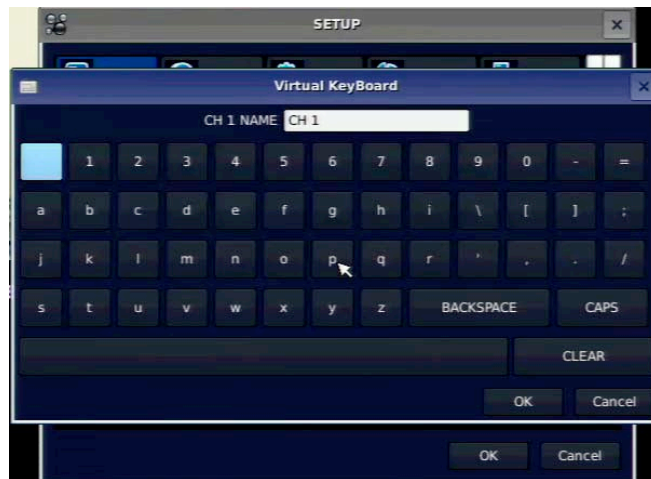 SETUP
Virtual KeyBoard
CH 1 NAME CH 1
1 2 3 4 5 6 7 8 9 0 - =
a b c d e f g h i \ [ ] ;
j k l m n o p q r ' , . /
s t u v w x y z BACKSPACE CAPS
CLEAR
OK Cancel
OK Cancel